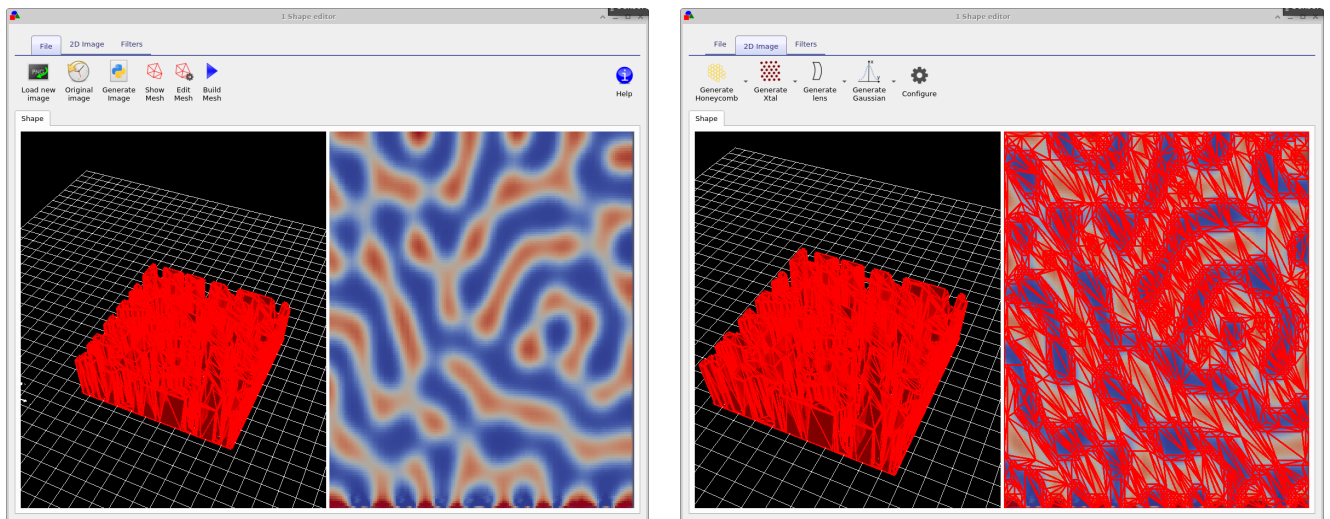 1 Shape editor
File 2D Image Filters
Load new image
Original image
Generate Image
Show Mesh
Edit Mesh
Build Mesh
Help
Shape
1 Shape editor
File 2D Image Filters
Generate Honeycomb
Generate Xtal
Generate lens
Generate Gaussian
Configure
Shape